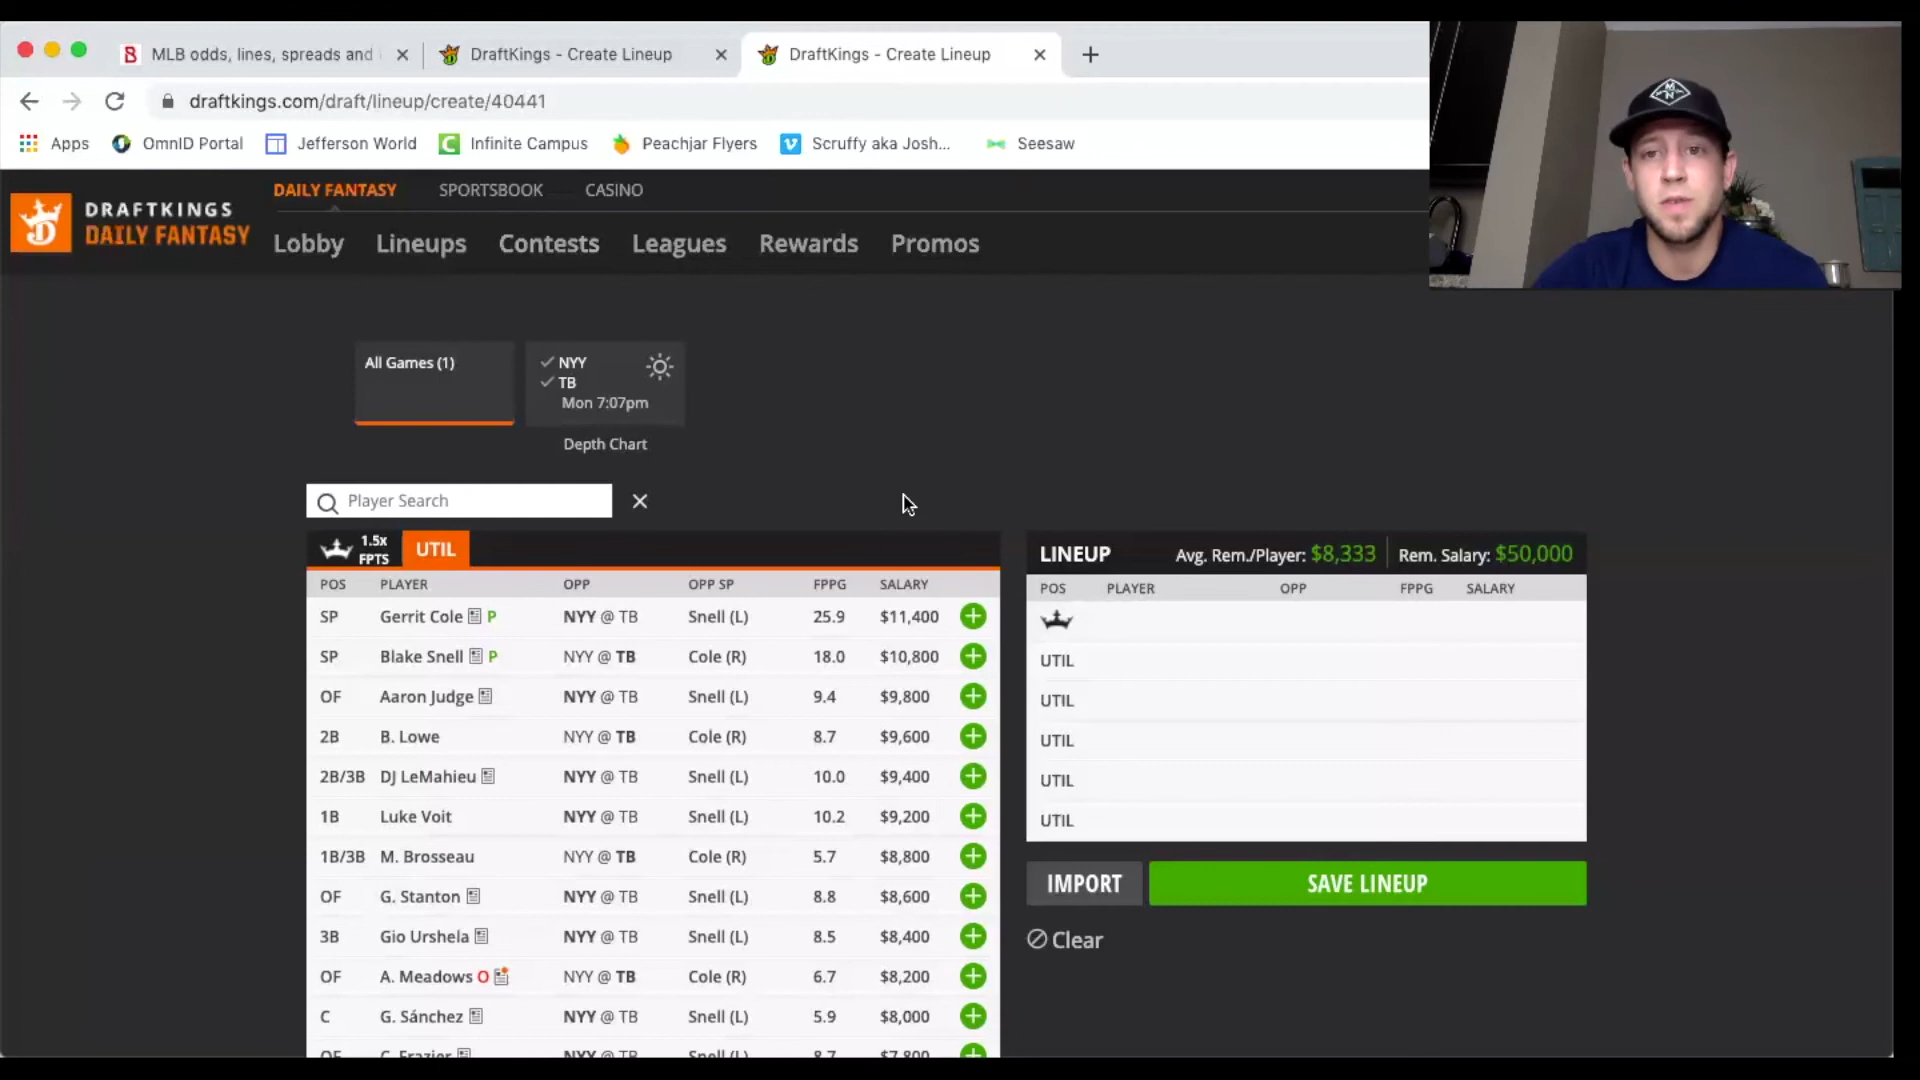 MLB odds, lines, spreads and
DraftKings - Create Lineup
DraftKings - Create Lineup
draftkings.com/draft/lineup/create/40441
Apps
OmnID Portal
Jefferson World
Infinite Campus
Peachjar Flyers
Scruffy aka Josh...
Seesaw
DRAFTKINGS
DAILY FANTASY
DAILY FANTASY SPORTSBOOK CASINO
Lobby Lineups Contests Leagues Rewards Promos
All Games (1)
NYY
TB
Mon 7:07pm
Depth Chart
Player Search
1.5x
FPTS
UTIL
POS PLAYER OPP OPP SP FPPG SALARY
SP Gerrit Cole P NYY @ TB Snell (L) 25.9 $11,400
SP Blake Snell P NYY @ TB Cole (R) 18.0 $10,800
OF Aaron Judge NYY @ TB Snell (L) 9.4 $9,800
2B B. Lowe NYY @ TB Cole (R) 8.7 $9,600
2B/3B DJ LeMahieu NYY @ TB Snell (L) 10.0 $9,400
1B Luke Voit NYY @ TB Snell (L) 10.2 $9,200
1B/3B M. Brosseau NYY @ TB Cole (R) 5.7 $8,800
OF G. Stanton NYY @ TB Snell (L) 8.8 $8,600
3B Gio Urshela NYY @ TB Snell (L) 8.5 $8,400
OF A. Meadows O NYY @ TB Cole (R) 6.7 $8,200
C G. Sánchez NYY @ TB Snell (L) 5.9 $8,000
OF C. Frazier NYY @ TB Snell (L) 8.7 $7,800
LINEUP Avg. Rem./Player: $8,333 Rem. Salary: $50,000
POS PLAYER OPP FPPG SALARY
UTIL
UTIL
UTIL
UTIL
UTIL
IMPORT SAVE LINEUP
Clear